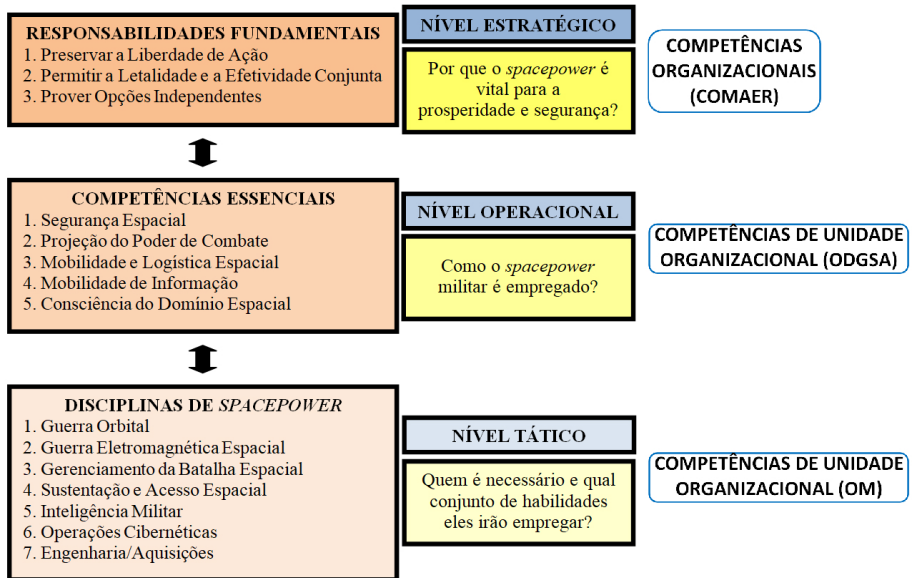 RESPONSABILIDADES FUNDAMENTAIS
1. Preservar a Liberdade de Ação
2. Permitir a Letalidade e a Efetividade Conjunta
3. Prover Opções Independentes
NÍVEL ESTRATÉGICO
Por que o spacepower é
vital para a
prosperidade e segurança?
COMPETÊNCIAS
ORGANIZACIONAIS
(COMAER)
COMPETÊNCIAS ESSENCIAIS
1. Segurança Espacial
2. Projeção do Poder de Combate
3. Mobilidade e Logística Espacial
4. Mobilidade de Informação
5. Consciência do Domínio Espacial
NÍVEL OPERACIONAL
Como o spacepower
militar é empregado?
COMPETÊNCIAS DE UNIDADE
ORGANIZACIONAL (ODGSA)
DISCIPLINAS DE SPACEPOWER
1. Guerra Orbital
2. Guerra Eletromagnética Espacial
3. Gerenciamento da Batalha Espacial
4. Sustentação e Acesso Espacial
5. Inteligência Militar
6. Operações Cibernéticas
7. Engenharia/Aquisições
NÍVEL TÁTICO
Quem é necessário e qual
conjunto de habilidades
eles irão empregar?
COMPETÊNCIAS DE UNIDADE
ORGANIZACIONAL (OM)